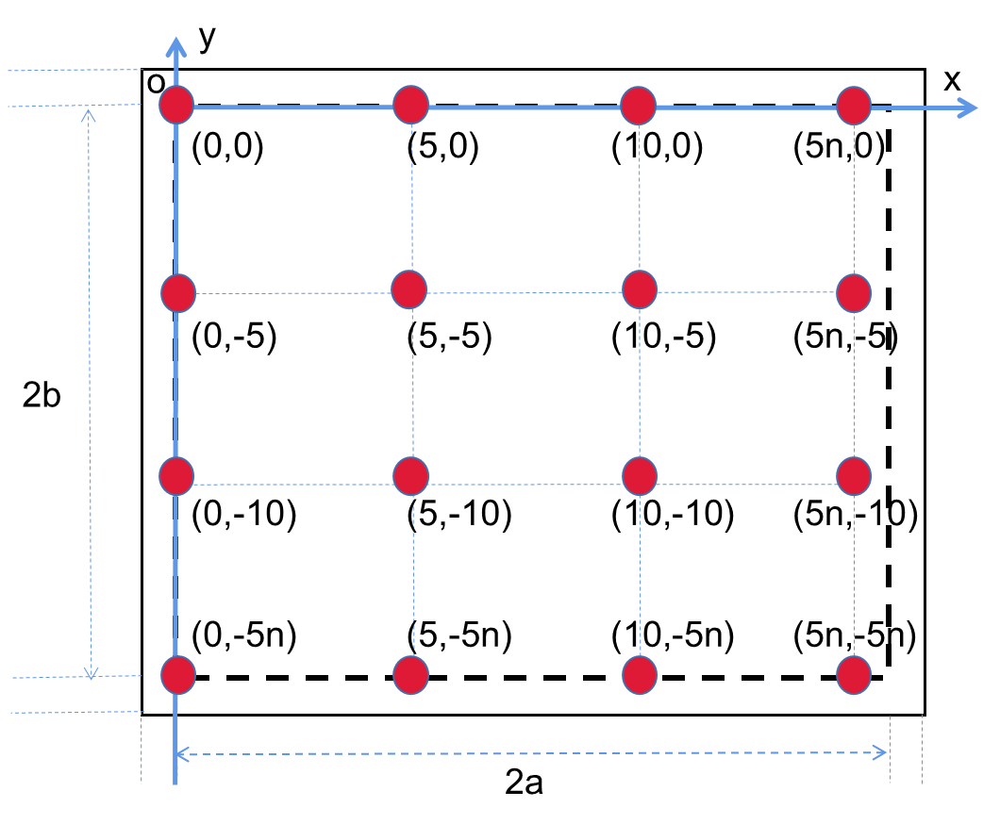 y
o
x
(0,0) (5,0) (10,0) (5n,0)
(0,-5) (5,-5) (10,-5) (5n,-5)
2b
(0,-10) (5,-10) (10,-10) (5n,-10)
(0,-5n) (5,-5n) (10,-5n) (5n,-5n)
2a